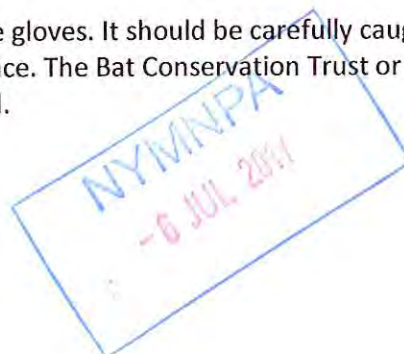 e gloves. It should be carefully caug
ce. The Bat Conservation Trust or
.
NYMNPA
-6 JUL 2011